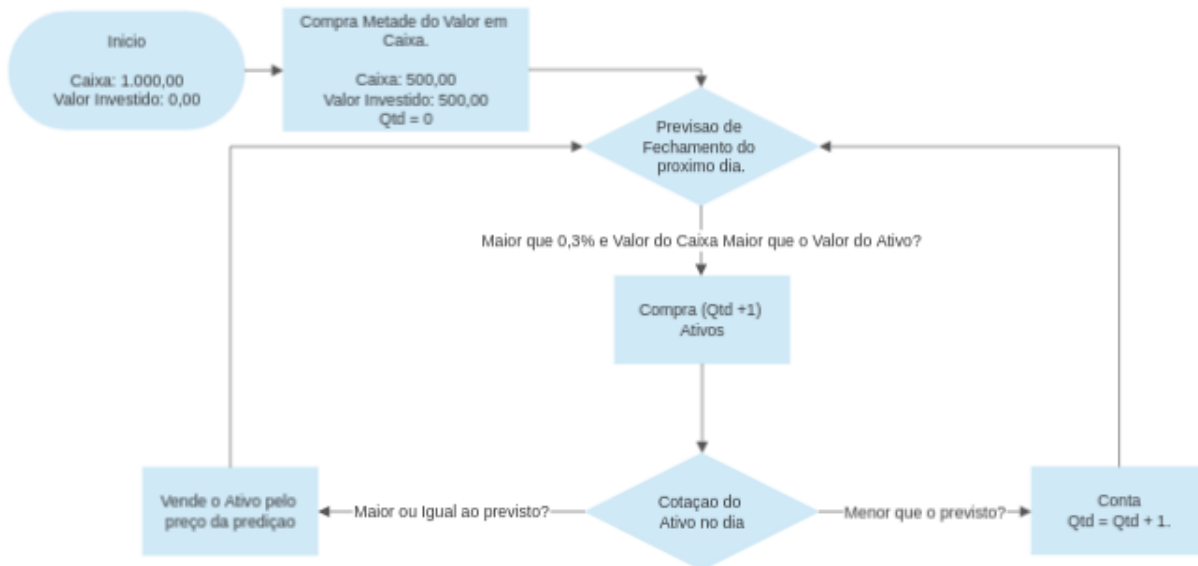 Inicio
Caixa: 1.000,00
Valor Investido: 0,00
Compra Metade do Valor em
Caixa.
Caixa: 500,00
Valor Investido: 500,00
Qtd = 0
Previsao de
Fechamento do
proximo dia.
Maior que 0,3% e Valor do Caixa Maior que o Valor do Ativo?
Compra (Qtd +1)
Ativos
Cotaçao do
Ativo no dia
Maior ou Igual ao previsto?
Vende o Ativo pelo
preço da prediçao
Menor que o previsto?
Conta
Qtd = Qtd + 1.